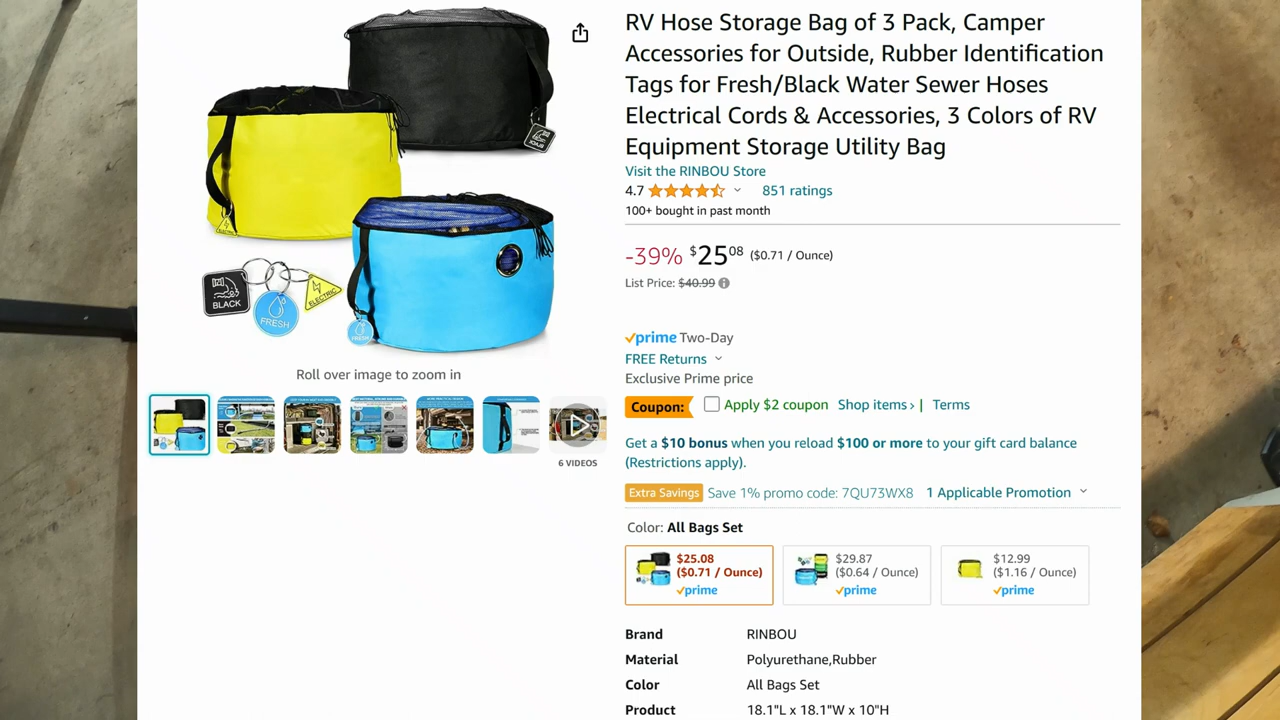 RV Hose Storage Bag of 3 Pack, Camper
Accessories for Outside, Rubber Identification
Tags for Fresh/Black Water Sewer Hoses
Electrical Cords & Accessories, 3 Colors of RV
Equipment Storage Utility Bag
Visit the RINBOU Store
4.7 851 ratings
100+ bought in past month
-39% $25 08 ($0.71 / Ounce)
List Price: $40.99
prime Two-Day
FREE Returns
Exclusive Prime price
Coupon: Apply $2 coupon Shop items > | Terms
Get a $10 bonus when you reload $100 or more to your gift card balance
(Restrictions apply).
Extra Savings Save 1% promo code: 7QU73WX8 1 Applicable Promotion
Color: All Bags Set
$25.08
($0.71 / Ounce)
prime
$29.87
($0.64 / Ounce)
prime
$12.99
($1.16 / Ounce)
prime
Brand RINBOU
Material Polyurethane,Rubber
Color All Bags Set
Product 18.1"L x 18.1"W x 10"H
BLACK
ELECTRIC
BLACK
FRESH
ELECTRIC
FRESH
Roll over image to zoom in
6 VIDEOS